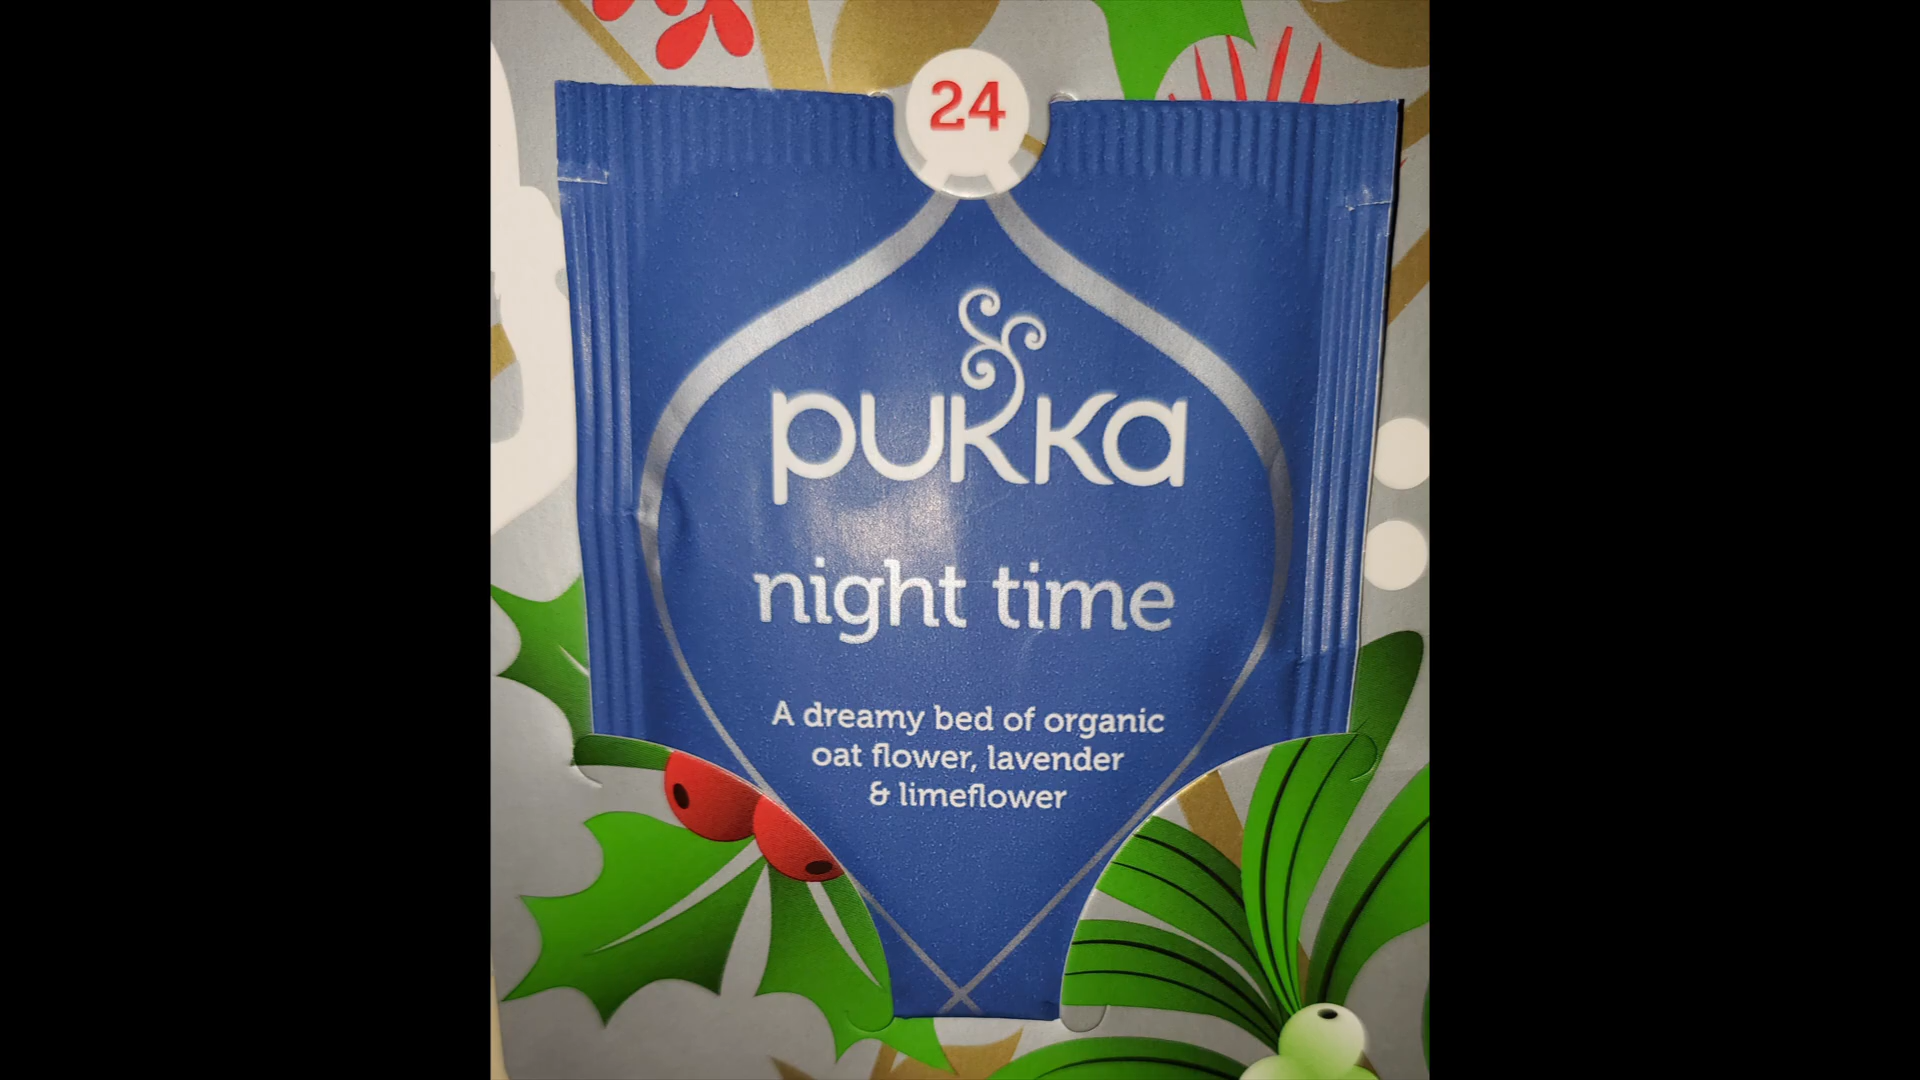 24
pukka
night time
A dreamy bed of organic
oat flower, lavender
& limeflower